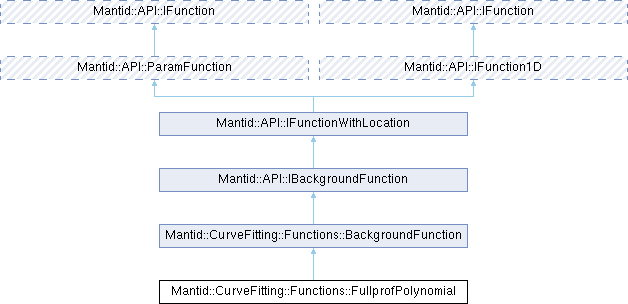 Mantid::API::IFunction
Mantid::API::IFunction
Mantid::API::ParamFunction
Mantid::API::IFunction1D
Mantid::API::IFunctionWithLocation
Mantid::API::IBackgroundFunction
Mantid::CurveFitting::Functions::BackgroundFunction
Mantid::CurveFitting::Functions::FullprofPolynomial